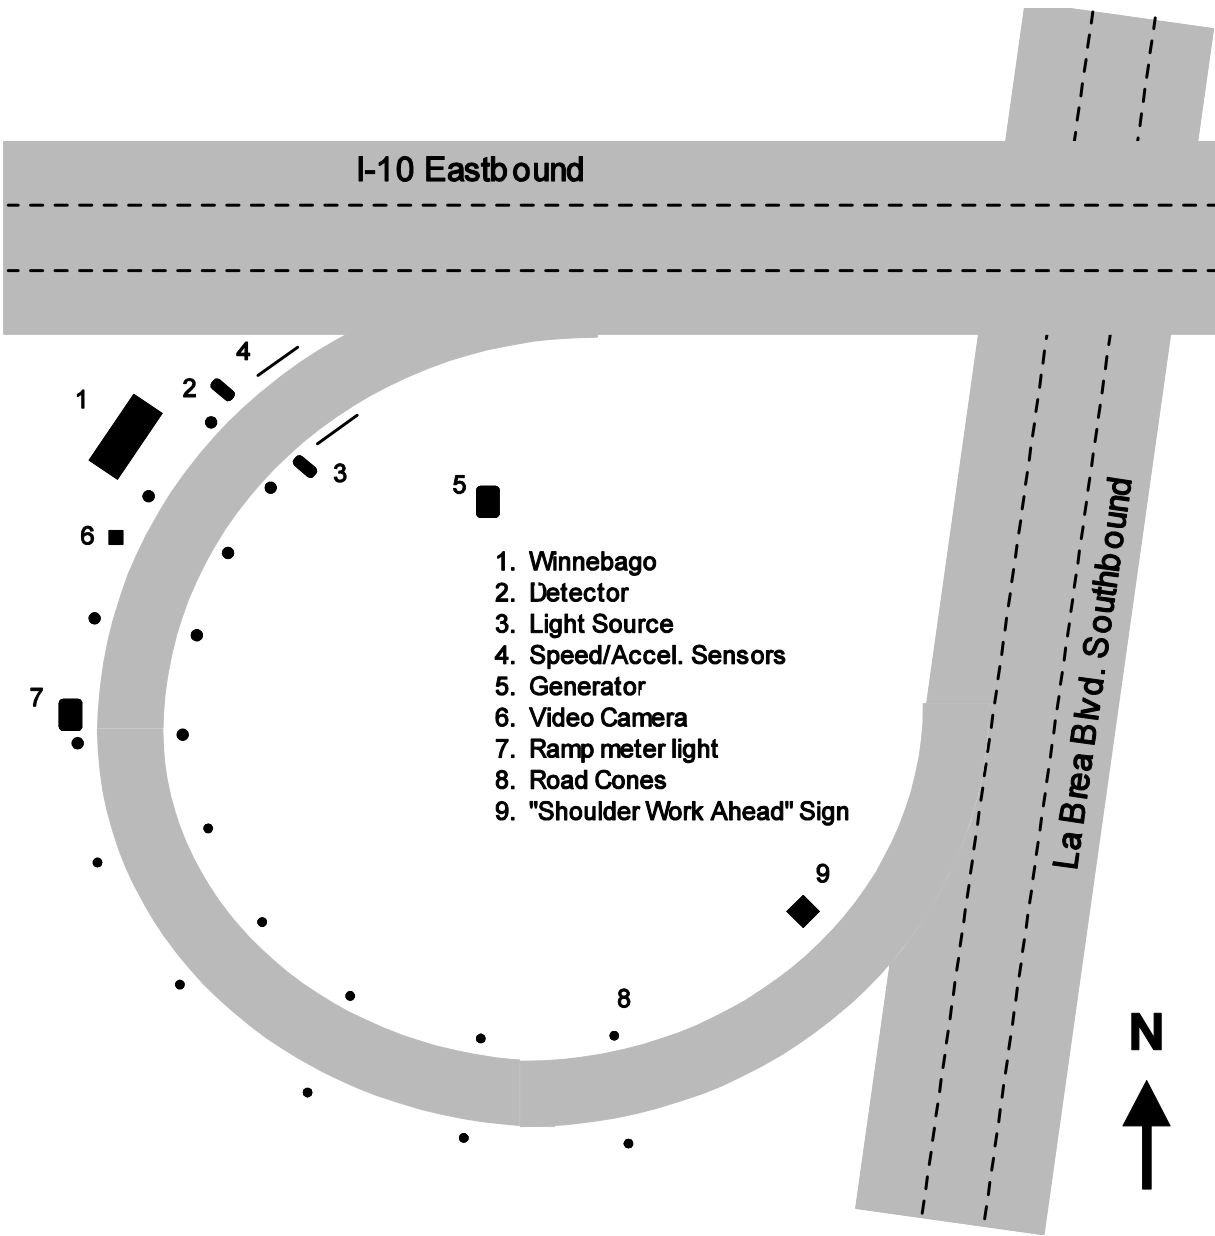 I-10 Eastbound
4
2
1
3
5
6
1. Winnebago
2. Detector
3. Light Source
4. Speed/Accel. Sensors
5. Generator
6. Video Camera
7. Ramp meter light
8. Road Cones
9. "Shoulder Work Ahead" Sign
La Brea Blvd. Southbound
7
9
8
N